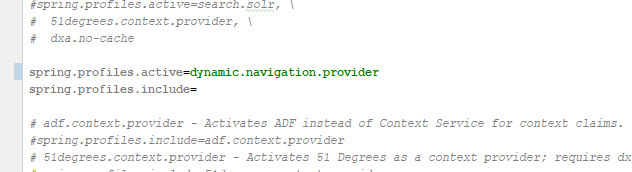 #spring.profiles.active=search.solr, \
#  51degrees.context.provider, \
#  dxa.no-cache
spring.profiles.active=dynamic.navigation.provider
spring.profiles.include=
# adf.context.provider - Activates ADF instead of Context Service for context claims.
#spring.profiles.include=adf.context.provider
# 51degrees.context.provider - Activates 51 Degrees as a context provider; requires dx